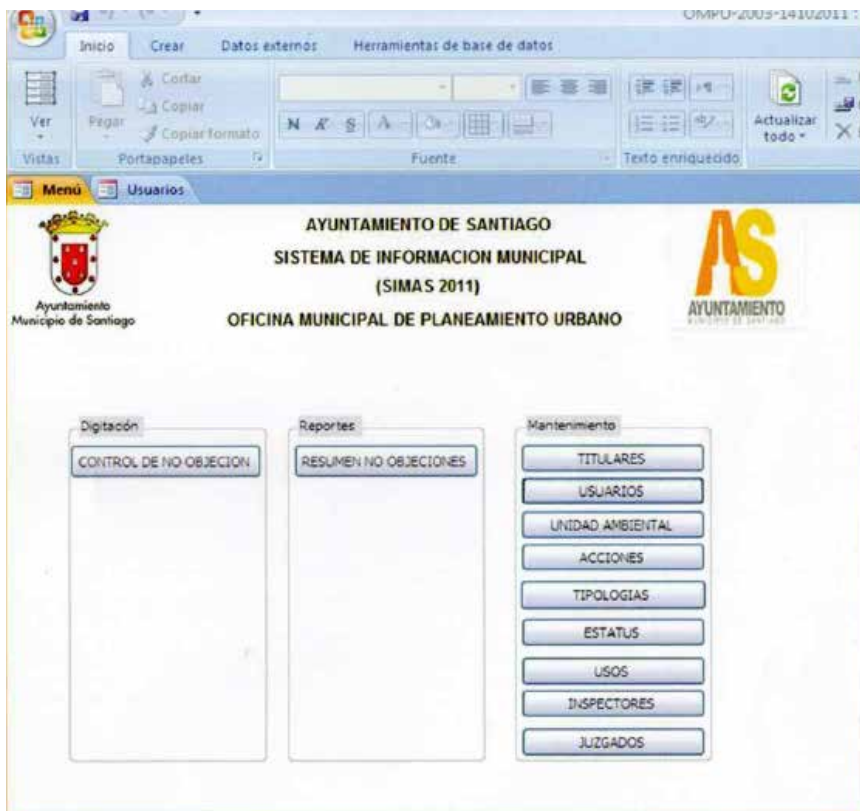 OMPU-2003-14102011 :
Inicio Crear Datos externos Herramientas de base de datos
Ver
Pegar
Cortar
Copiar
Copiar formato
N K S A
Actualizar
todo
Vistas Portapapeles Fuente Texto enriquecido
Menú Usuarios
AYUNTAMIENTO DE SANTIAGO
SISTEMA DE INFORMACION MUNICIPAL
(SIMAS 2011)
OFICINA MUNICIPAL DE PLANEAMIENTO URBANO
Ayuntamiento
Municipio de Santiago
AS
AYUNTAMIENTO
MUNICIPIO DE SANTIAGO
Digitación
CONTROL DE NO OBJECION
Reportes
RESUMEN NO OBJECIONES
Mantenimiento
TITULARES
USUARIOS
UNIDAD AMBIENTAL
ACCIONES
TIPOLOGIAS
ESTATUS
USOS
INSPECTORES
JUZGADOS